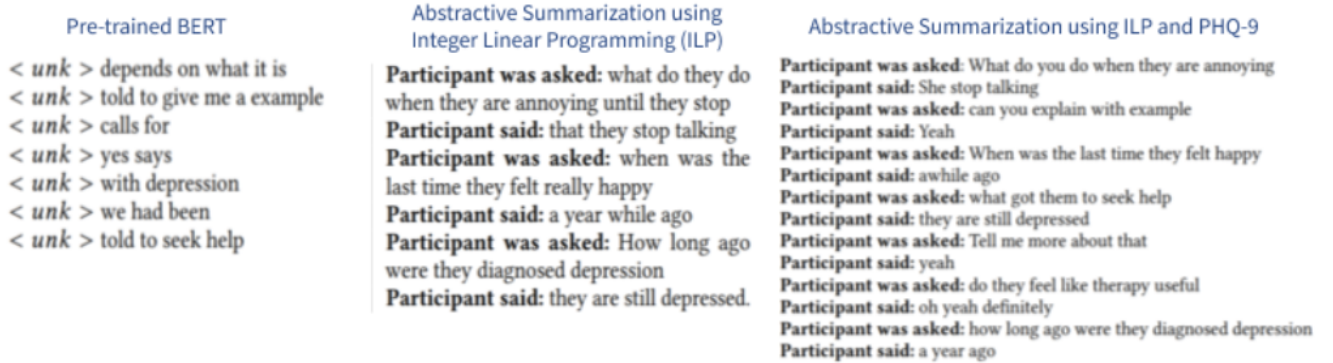 Pre-trained BERT
< unk > depends on what it is
< unk > told to give me a example
< unk > calls for
< unk > yes says
< unk > with depression
< unk > we had been
< unk > told to seek help
Abstractive Summarization using
Integer Linear Programming (ILP)
Participant was asked: what do they do
when they are annoying until they stop
Participant said: that they stop talking
Participant was asked: when was the
last time they felt really happy
Participant said: a year while ago
Participant was asked: How long ago
were they diagnosed depression
Participant said: they are still depressed.
Abstractive Summarization using ILP and PHQ-9
Participant was asked: What do you do when they are annoying
Participant said: She stop talking
Participant was asked: can you explain with example
Participant said: Yeah
Participant was asked: When was the last time they felt happy
Participant said: awhile ago
Participant was asked: what got them to seek help
Participant said: they are still depressed
Participant was asked: Tell me more about that
Participant said: yeah
Participant was asked: do they feel like therapy useful
Participant said: oh yeah definitely
Participant was asked: how long ago were they diagnosed depression
Participant said: a year ago